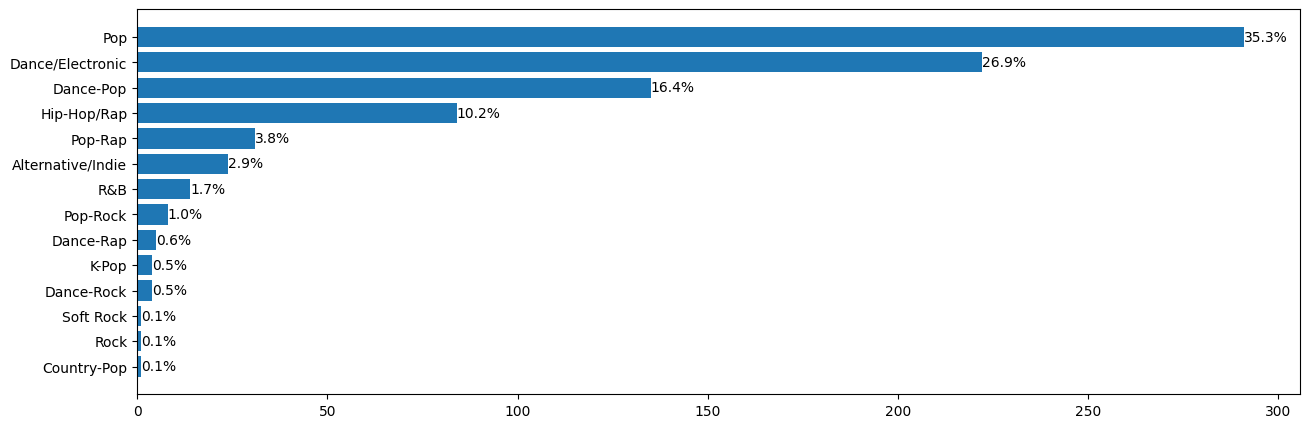 Pop 35.3%
Dance/Electronic 26.9%
Dance-Pop 16.4%
Hip-Hop/Rap 10.2%
Pop-Rap 3.8%
Alternative/Indie 2.9%
R&B 1.7%
Pop-Rock 1.0%
Dance-Rap 0.6%
K-Pop 0.5%
Dance-Rock 0.5%
Soft Rock 0.1%
Rock 0.1%
Country-Pop 0.1%
0 50 100 150 200 250 300